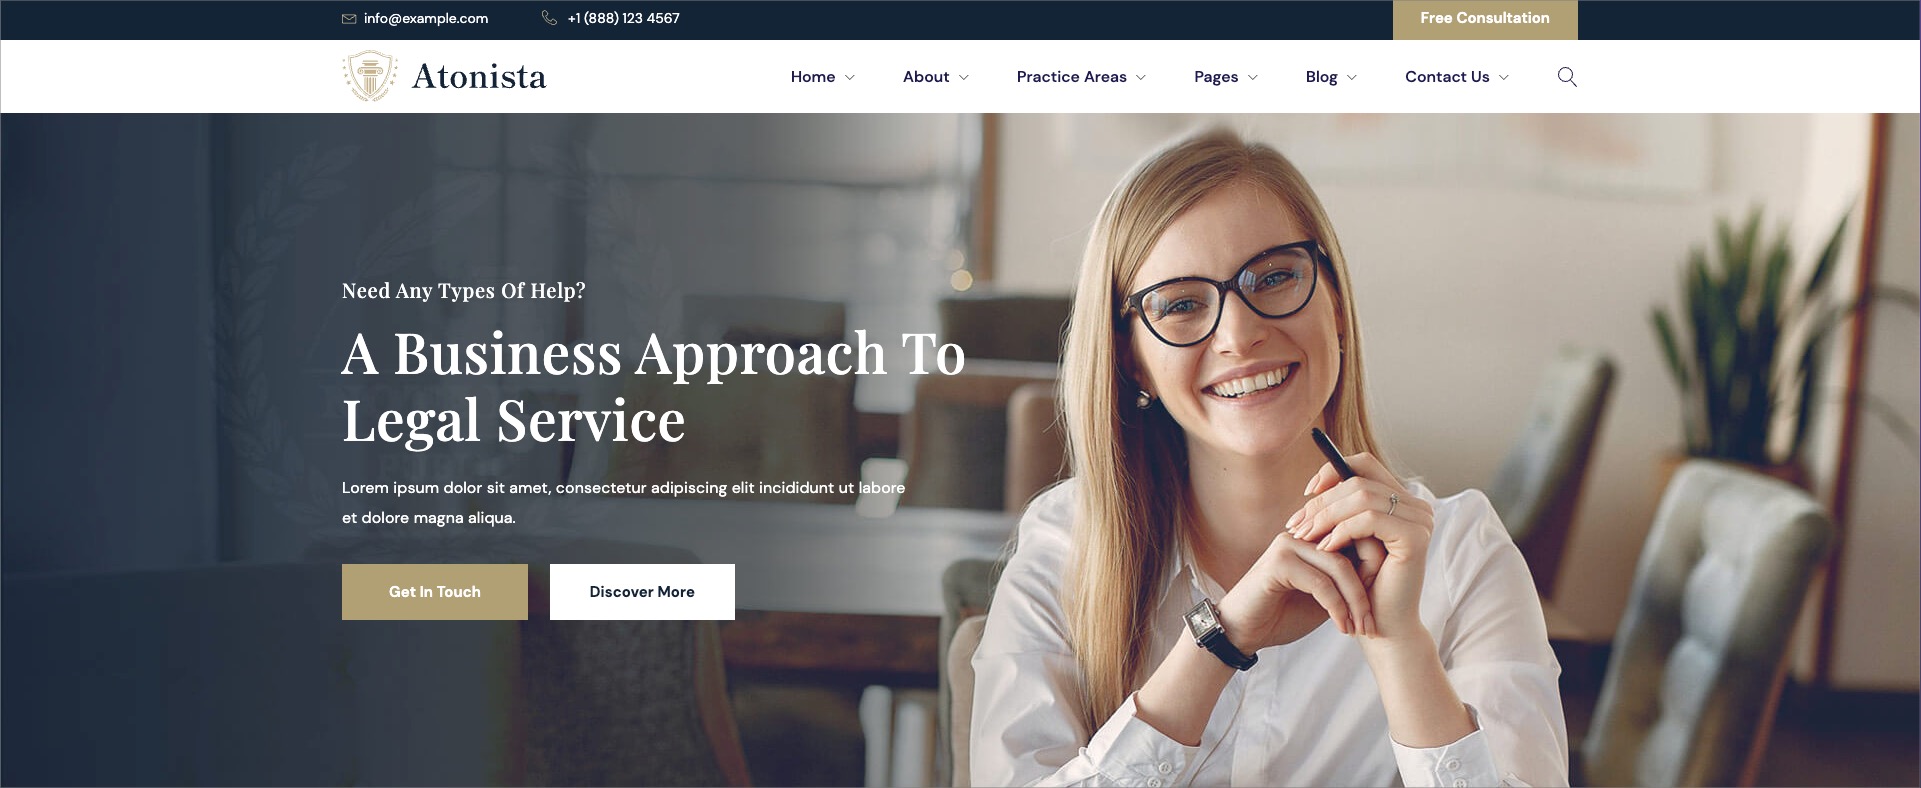 info@example.com
+1 (888) 123 4567
Free Consultation
Atonista
Home
About
Practice Areas
Pages
Blog
Contact Us
Need Any Types Of Help?
A Business Approach To
Legal Service
Lorem ipsum dolor sit amet, consectetur adipiscing elit incididunt ut labore
et dolore magna aliqua.
Get In Touch
Discover More